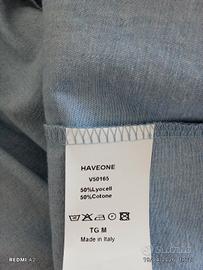 HAVEONE
V50165
50%Lyocell
50%Cotone
TG M
Made in Italy
REDMI A2